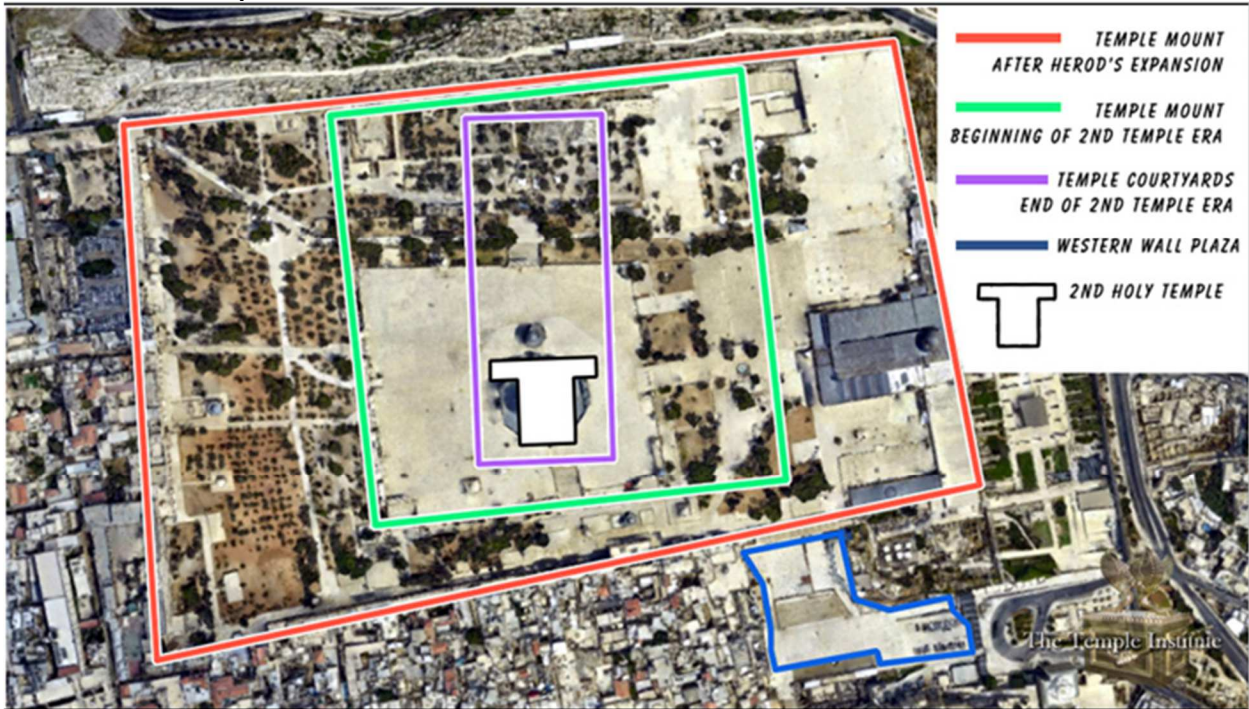 TEMPLE MOUNT
AFTER HEROD'S EXPANSION
TEMPLE MOUNT
BEGINNING OF 2ND TEMPLE ERA
TEMPLE COURTYARDS
END OF 2ND TEMPLE ERA
WESTERN WALL PLAZA
2ND HOLY TEMPLE
The Temple Institute